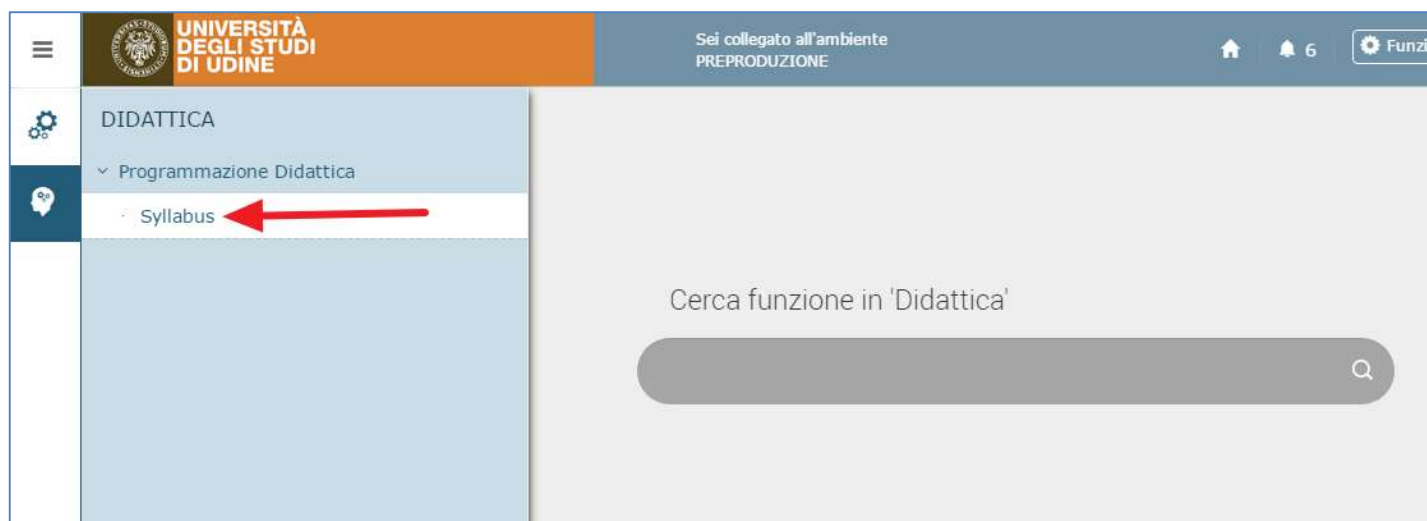 UNIVERSITÀ
DEGLI STUDI
DI UDINE
Sei collegato all'ambiente
PREPRODUZIONE
6
Funzi
DIDATTICA
Programmazione Didattica
Syllabus
Cerca funzione in 'Didattica'